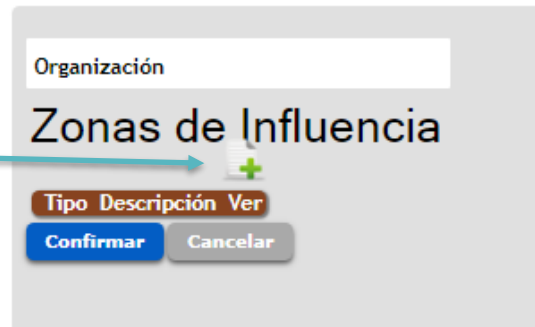 Organización
Zonas de Influencia
Tipo Descripción Ver
Confirmar Cancelar